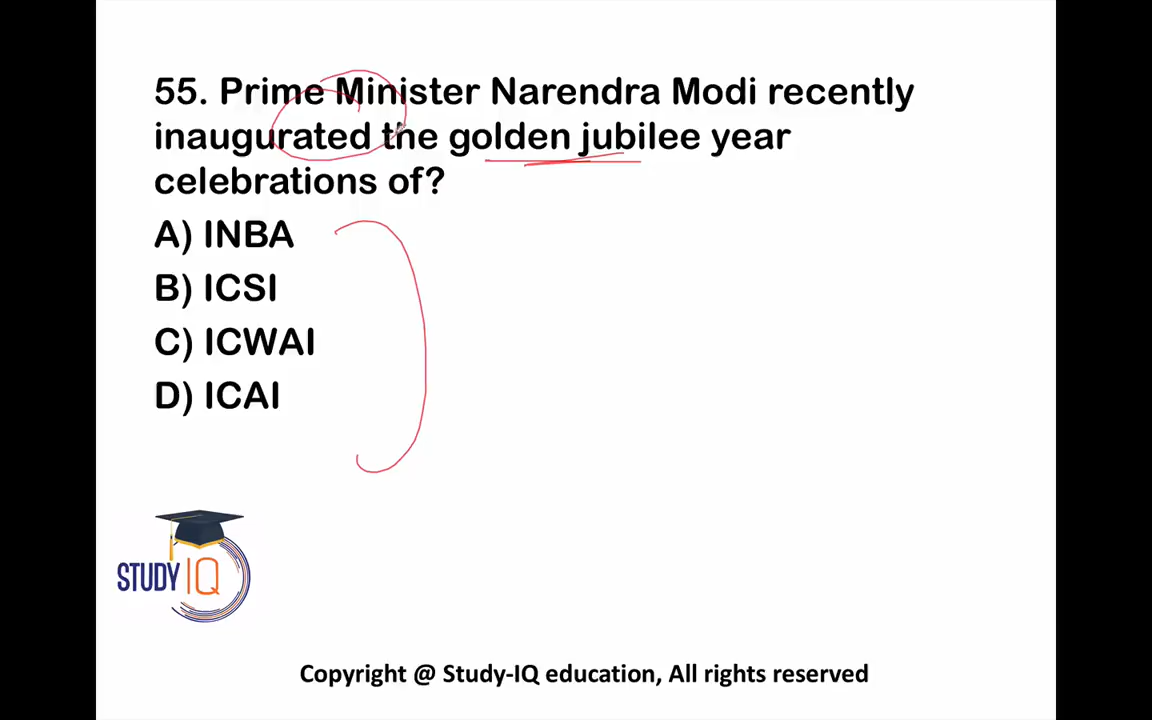 55. Prime Minister Narendra Modi recently
inaugurated the golden jubilee year
celebrations of?
A) INBA
B) ICSI
C) ICWAI
D) ICAI
STUDY IQ
Copyright @ Study-IQ education, All rights reserved